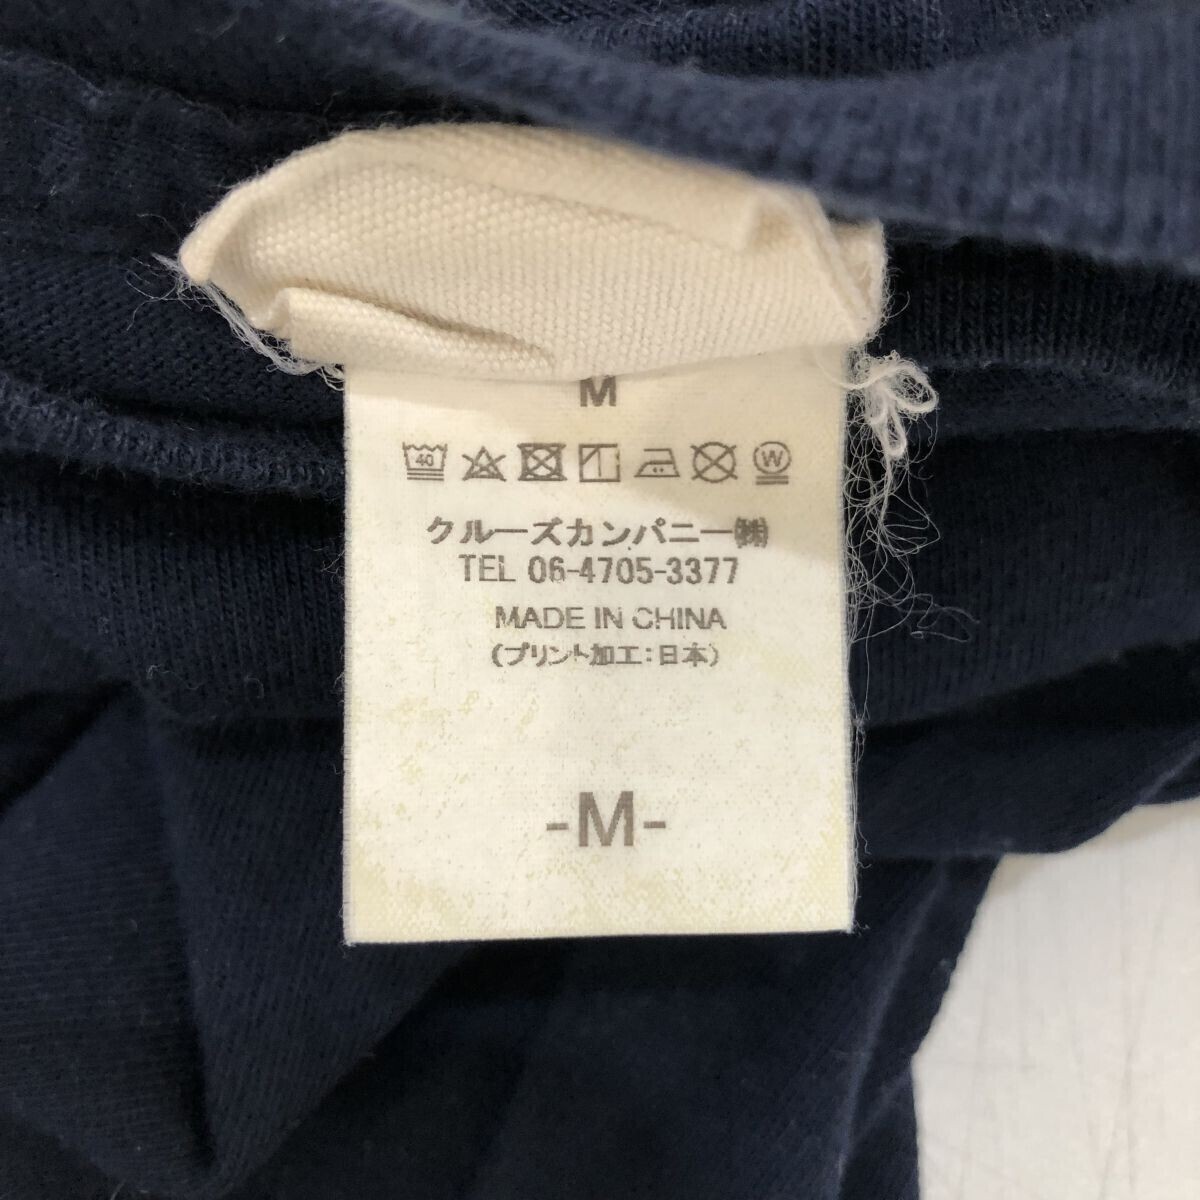 M
40 W
クルーズカンパニー㈱
TEL 06-4705-3377
MADE IN CHINA
(プリント加工:日本)
-M-